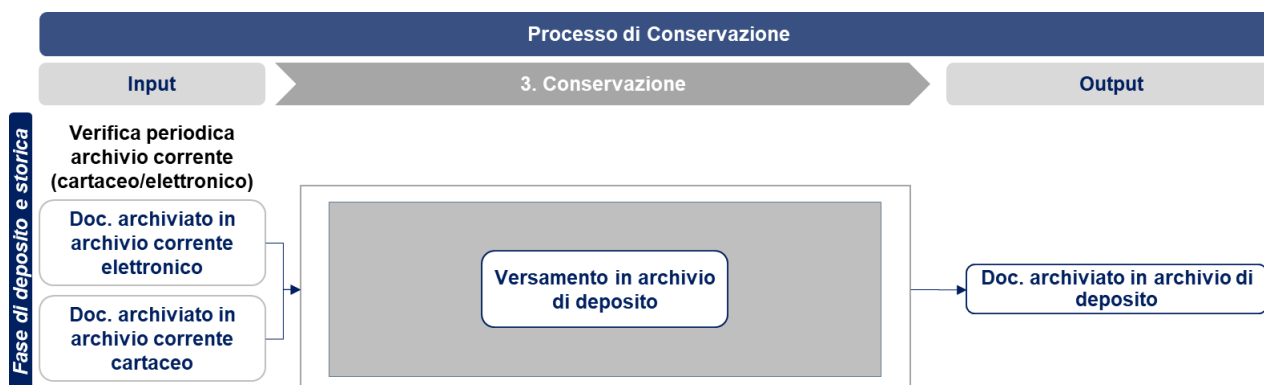 Processo di Conservazione
Input
3. Conservazione
Output
Fase di deposito e storica
Verifica periodica
archivio corrente
(cartaceo/elettronico)
Doc. archiviato in
archivio corrente
elettronico
Doc. archiviato in
archivio corrente
cartaceo
Versamento in archivio
di deposito
Doc. archiviato in archivio di
deposito